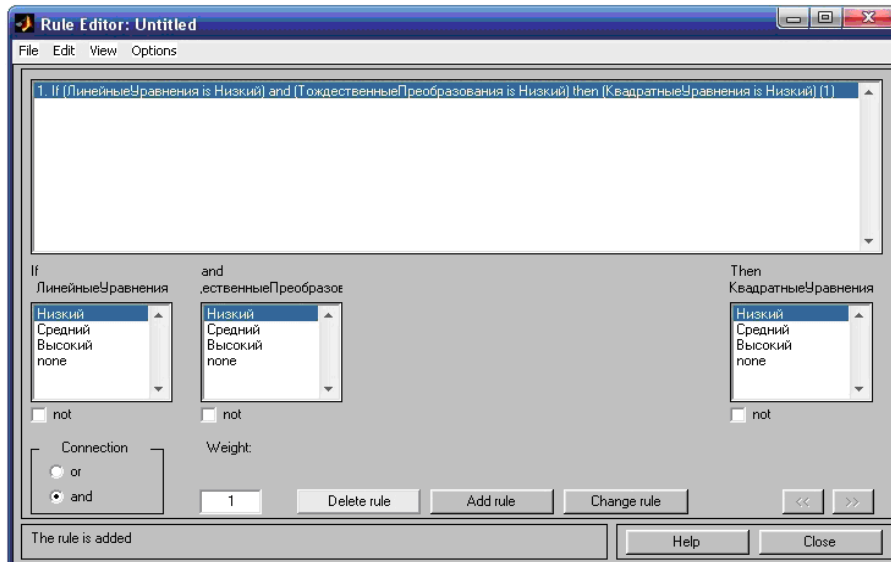 Rule Editor: Untitled
File Edit View Options
1. If (ЛинейныеУравнения is Низкий) and (ТождественныеПреобразования is Низкий) then (КвадратныеУравнения is Низкий) (1)
If
ЛинейныеУравнения
and
.ественныеПреобразов
Then
КвадратныеУравнения
Низкий
Средний
Высокий
none
Низкий
Средний
Высокий
none
Низкий
Средний
Высокий
none
not
not
not
Connection
or
and
Weight:
1
Delete rule
Add rule
Change rule
<<
>>
The rule is added
Help
Close